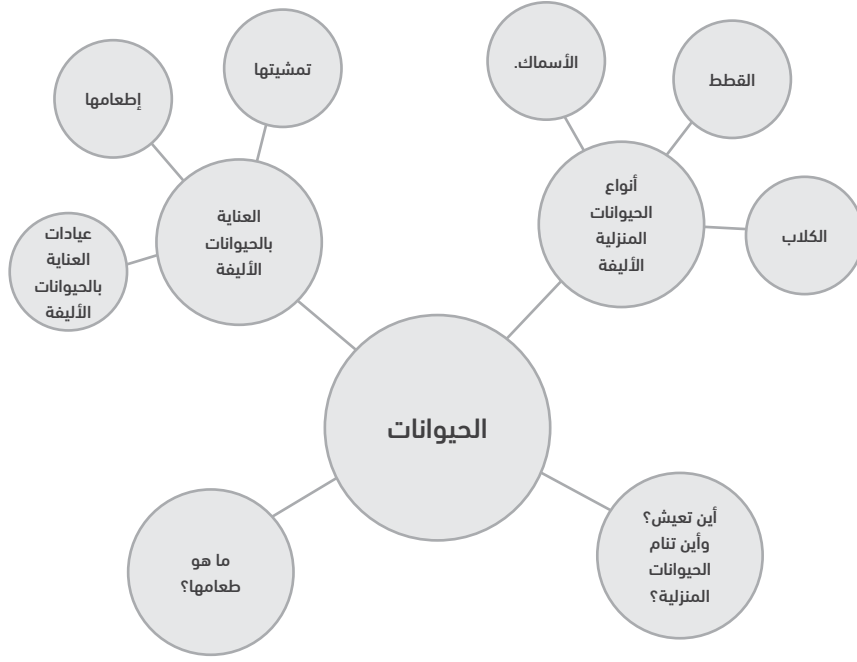 الأسماك.
القطط
الكلاب
أنواع
الحيوانات
المنزلية
الأليفة
تمشيتها
إطعامها
العناية
بالحيوانات
الأليفة
عيادات
العناية
بالحيوانات
الأليفة
الحيوانات
أين تعيش؟
وأين تنام
الحيوانات
المنزلية؟
ما هو
طعامها؟